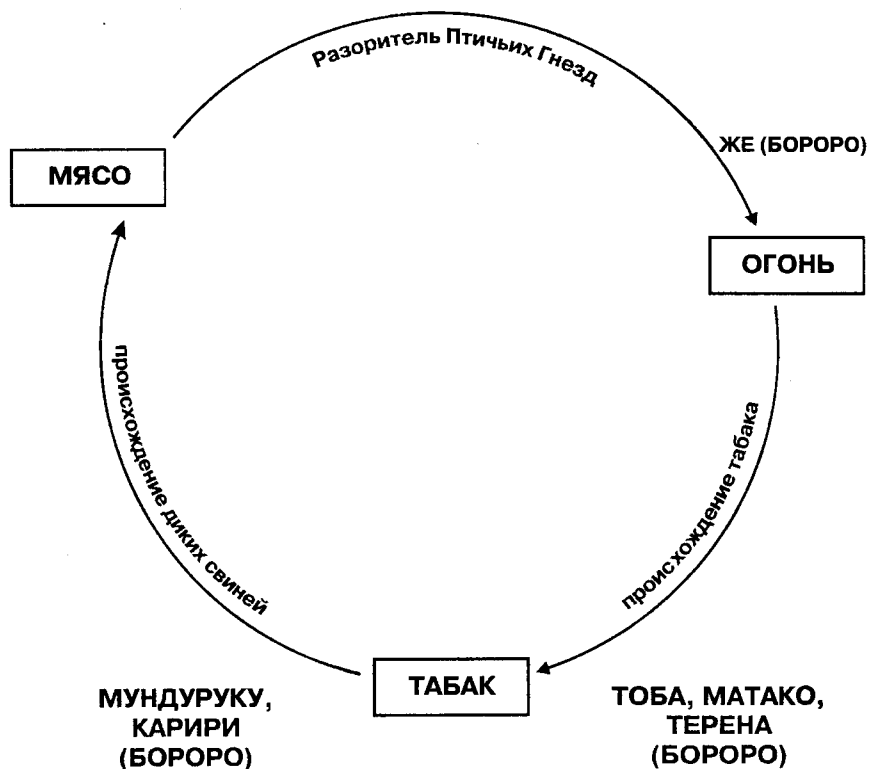 Разоритель Птичьих Гнезд
ЖЕ (БОРОРО)
МЯСО
ОГОНЬ
происхождение диких свиней
происхождение табака
ТАБАК
МУНДУРУКУ,
КАРИРИ
(БОРОРО)
ТОБА, МАТАКО,
ТЕРЕНА
(БОРОРО)